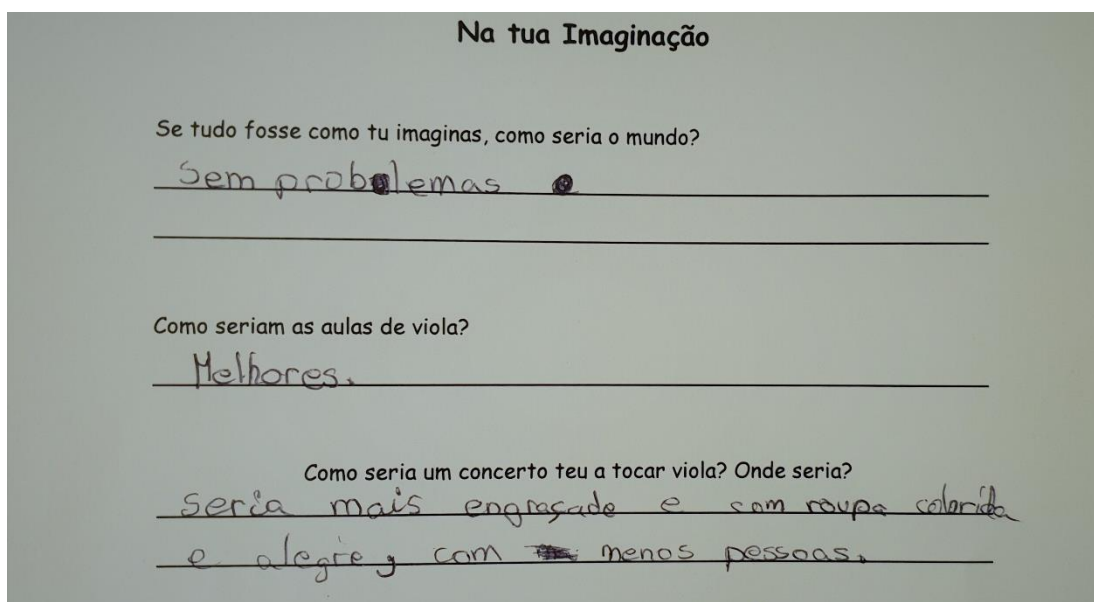 Na tua Imaginação
Se tudo fosse como tu imaginas, como seria o mundo?
Sem problemas
Como seriam as aulas de viola?
Melhores.
Como seria um concerto teu a tocar viola? Onde seria?
Seria mais engraçade e com roupa colorida
e alegre, com menos pessoas.